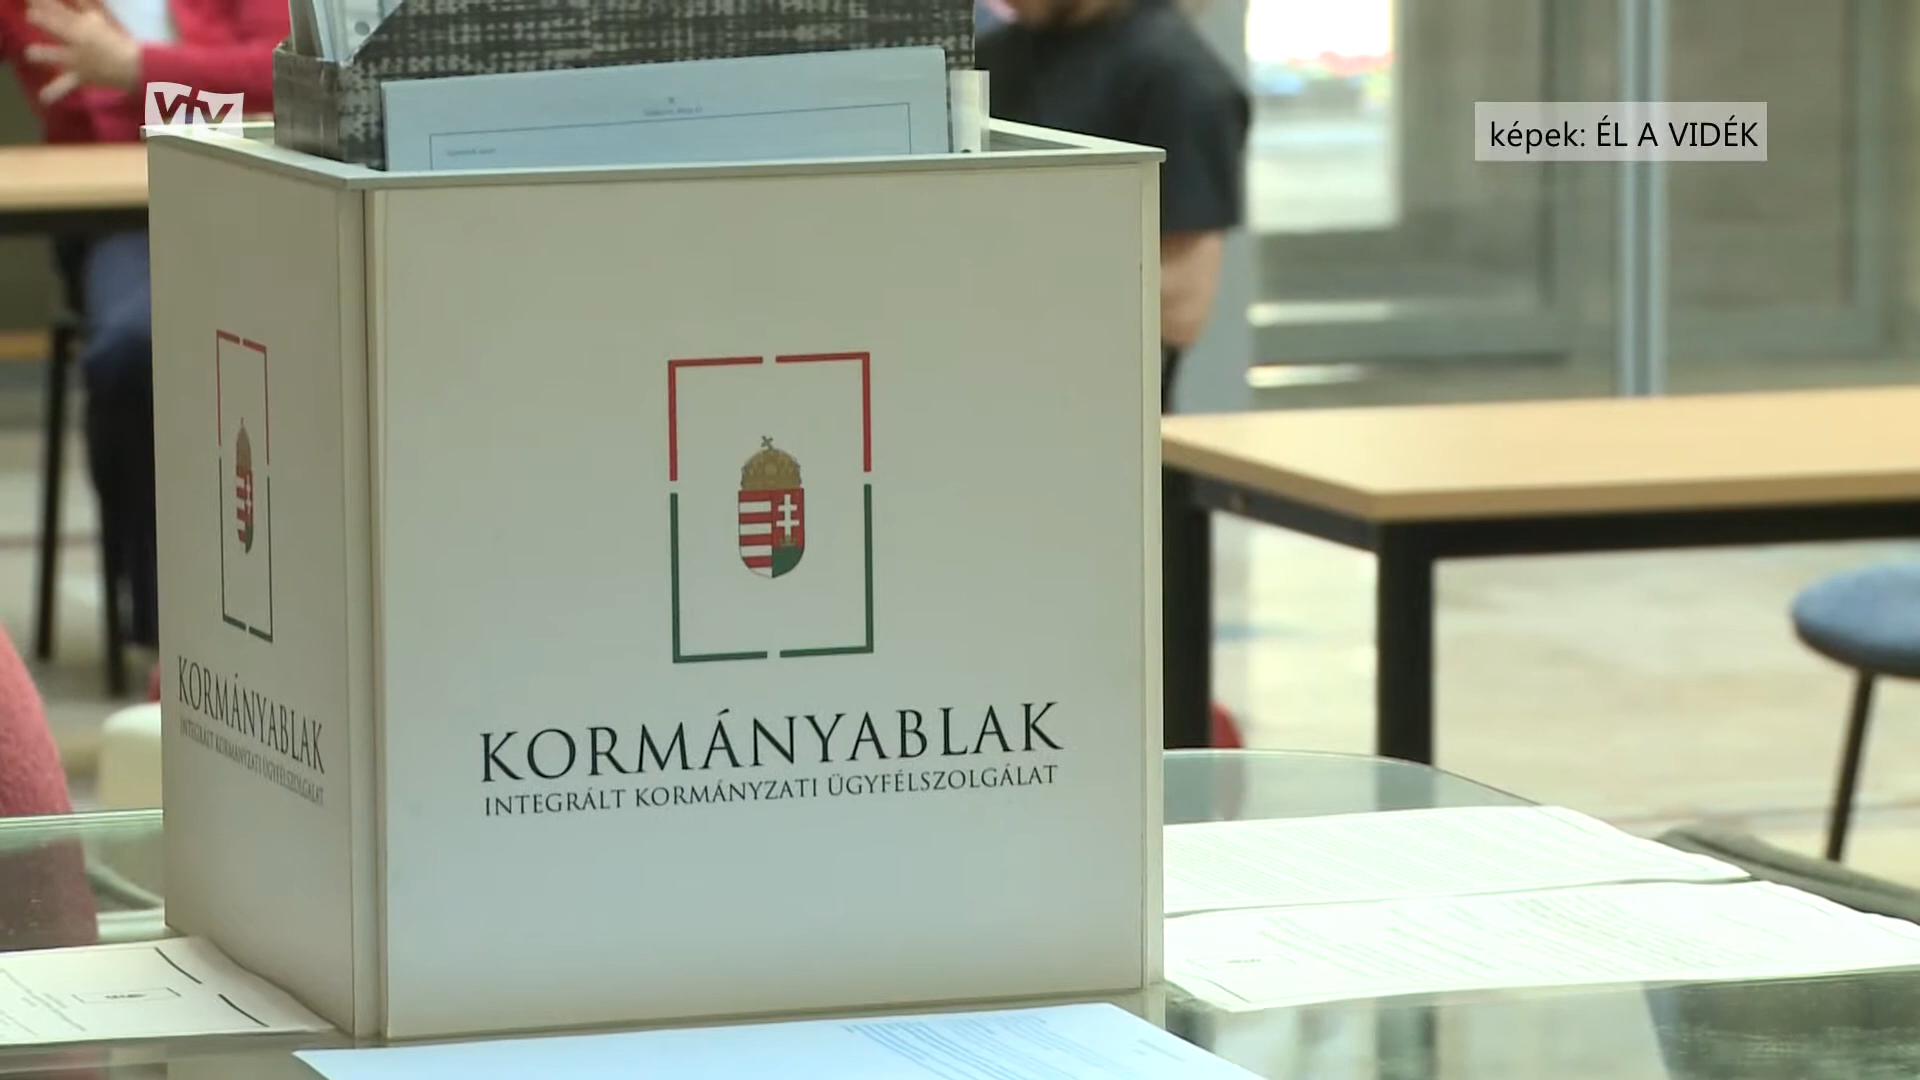 VTV
képek: ÉL A VIDÉK
KORMÁNYABLAK
INTEGRÁLT KORMÁNYZATI ÜGYFÉLSZOLGÁLAT
KORMÁNYABLAK
INTEGRÁLT KORMÁNYZATI ÜGYFÉLSZOLGÁLAT